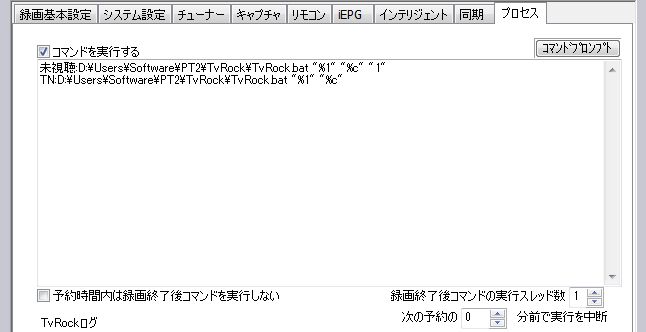 録画基本設定 システム設定 チューナー キャプチャ リモコン iEPG インテリジェント 同期 プロセス
コマンドを実行する コマンドプロンプト
未視聴:D:¥Users¥Software¥PT2¥TvRock¥TvRock.bat "%1" "%c" "1"
TN:D:¥Users¥Software¥PT2¥TvRock¥TvRock.bat "%1" "%c"
予約時間内は録画終了後コマンドを実行しない 録画終了後コマンドの実行スレッド数 1
次の予約の 0 分前で実行を中断
TvRockログ